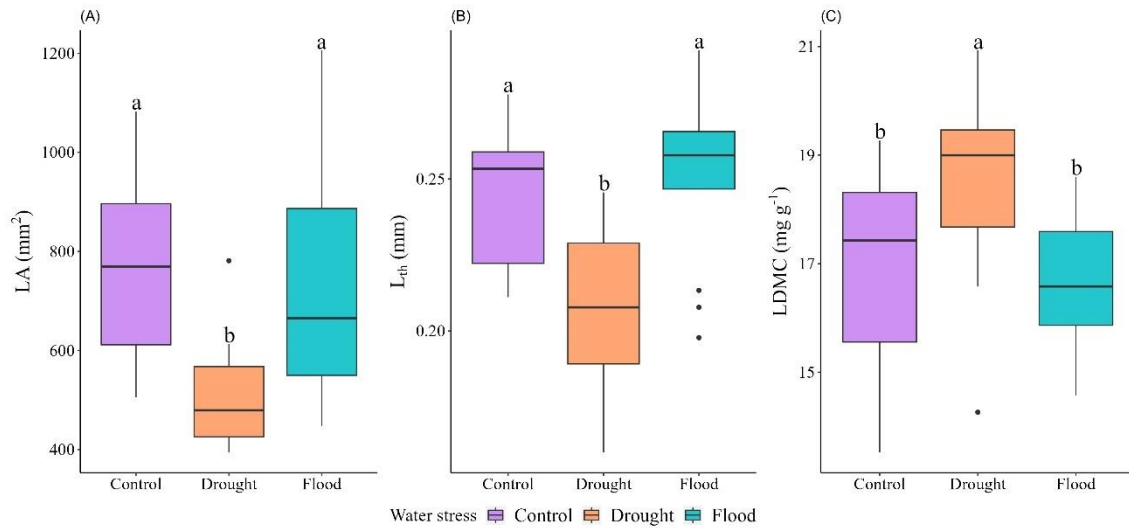 (A)
LA (mm²)
1200
1000
800
600
400
a
b
a
Control Drought Flood
(B)
Lth (mm)
0.25
0.20
a
b
a
Control Drought Flood
(C)
LDMC (mg g⁻¹)
21
19
17
15
b
a
b
Control Drought Flood
Water stress Control Drought Flood